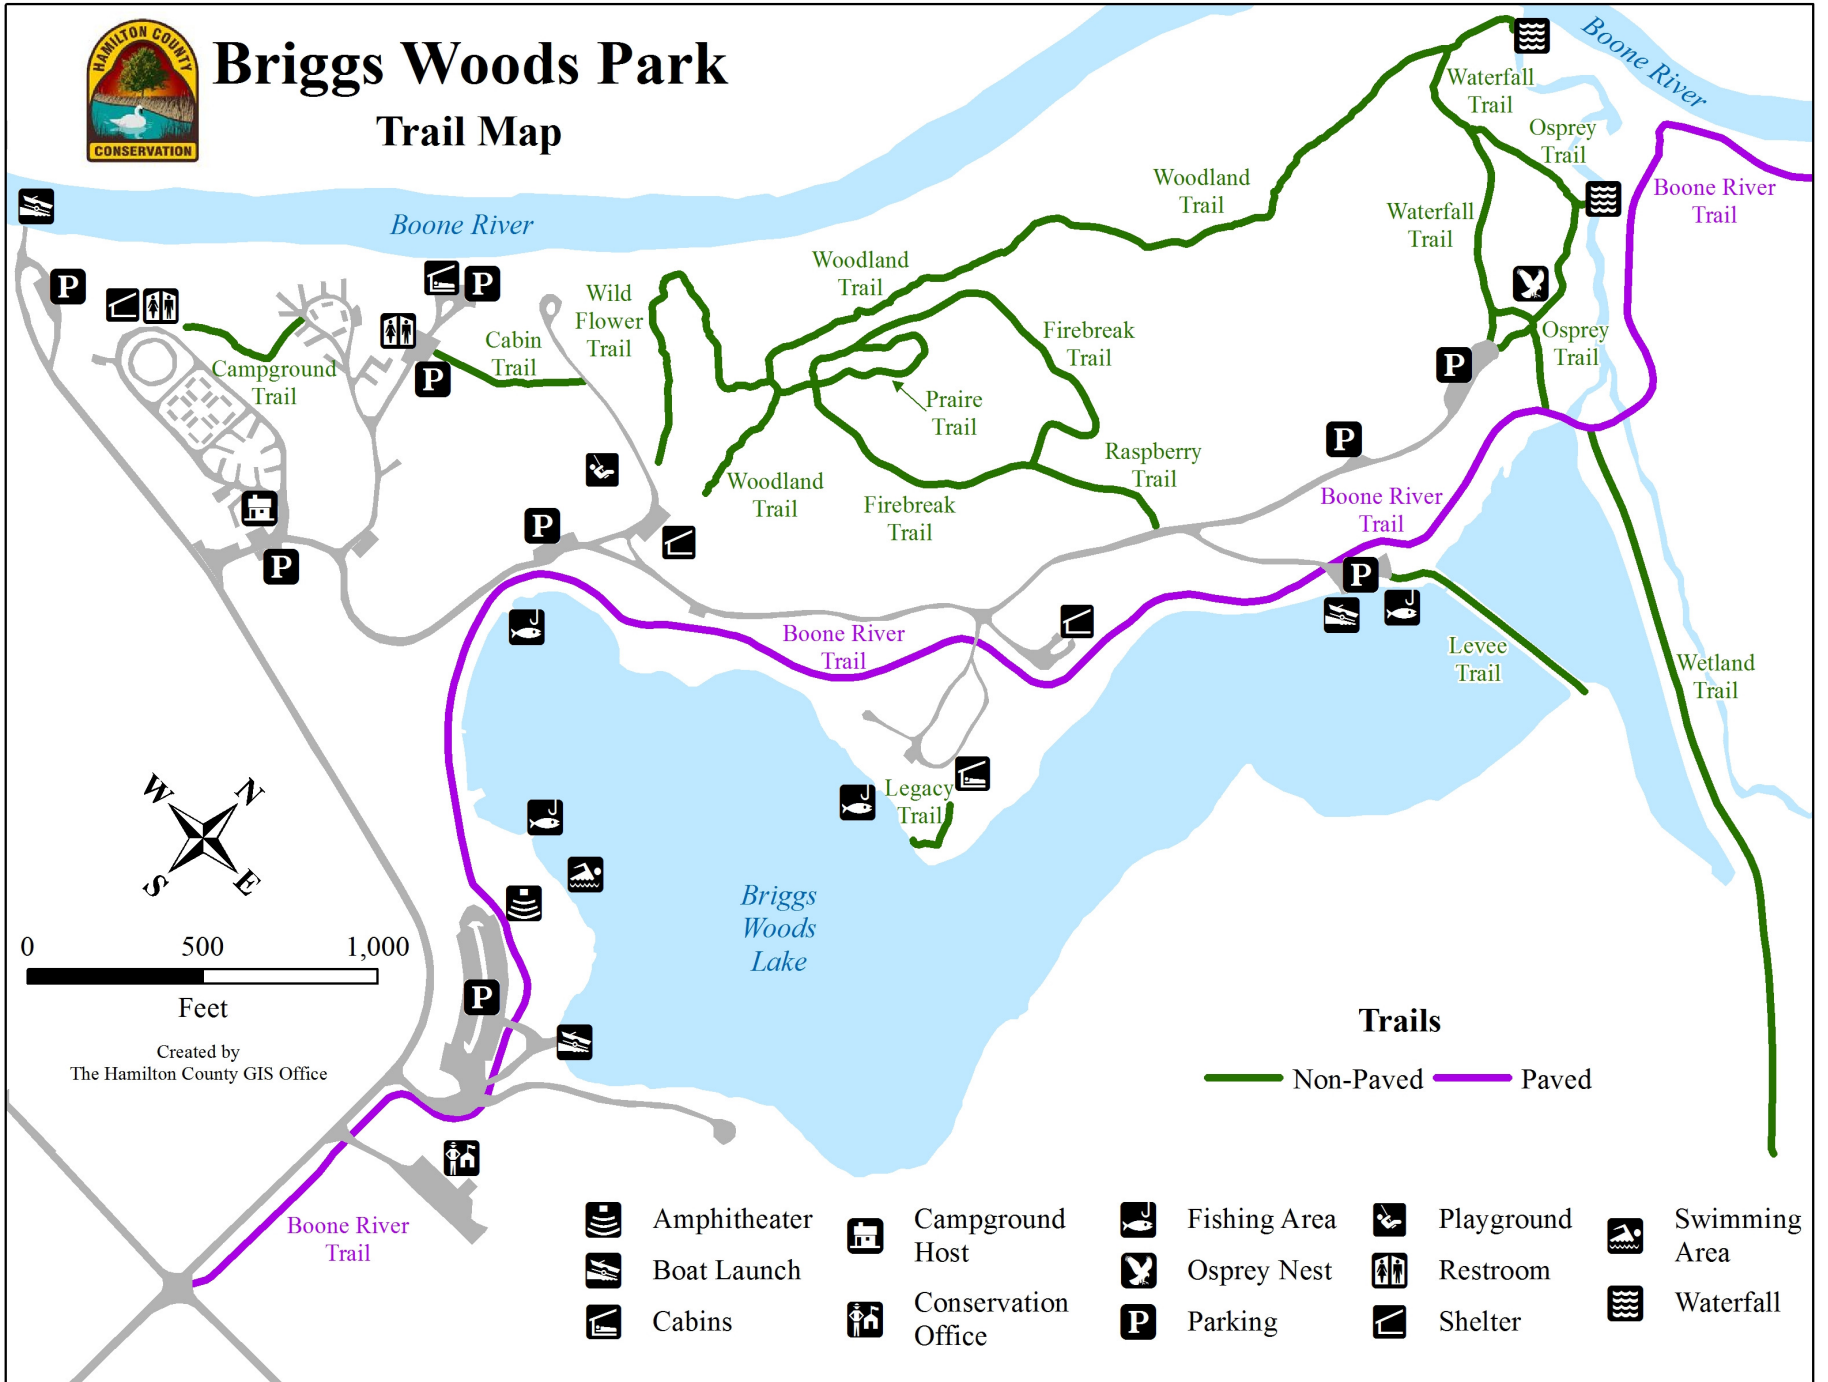 HAMILTON COUNTY
CONSERVATION
Briggs Woods Park
Trail Map
Boone River
Boone River
Waterfall
Trail
Osprey
Trail
Boone River
Trail
Woodland
Trail
Waterfall
Trail
Woodland
Trail
Wild
Flower
Trail
P
P
Cabin
Trail
Campground
Trail
P
Firebreak
Trail
Osprey
Trail
P
Praire
Trail
P
Raspberry
Trail
Woodland
Trail
Firebreak
Trail
Boone River
Trail
P
P
P
Boone River
Trail
Levee
Trail
Wetland
Trail
Legacy
Trail
W
N
S
E
Briggs
Woods
Lake
0 500 1,000
Feet
P
Created by
The Hamilton County GIS Office
Trails
Non-Paved
Paved
Boone River
Trail
Amphitheater
Boat Launch
Cabins
Campground
Host
Conservation
Office
Fishing Area
Osprey Nest
P Parking
Playground
Restroom
Shelter
Swimming
Area
Waterfall